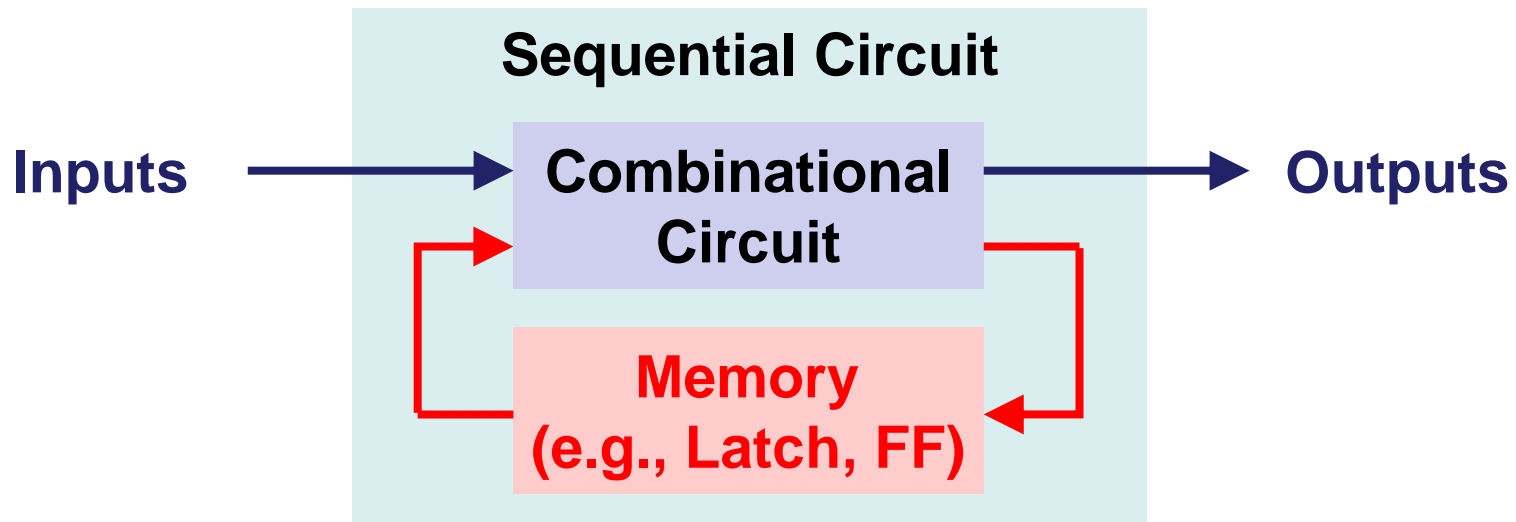 Sequential Circuit
Inputs
Combinational
Circuit
Outputs
Memory
(e.g., Latch, FF)